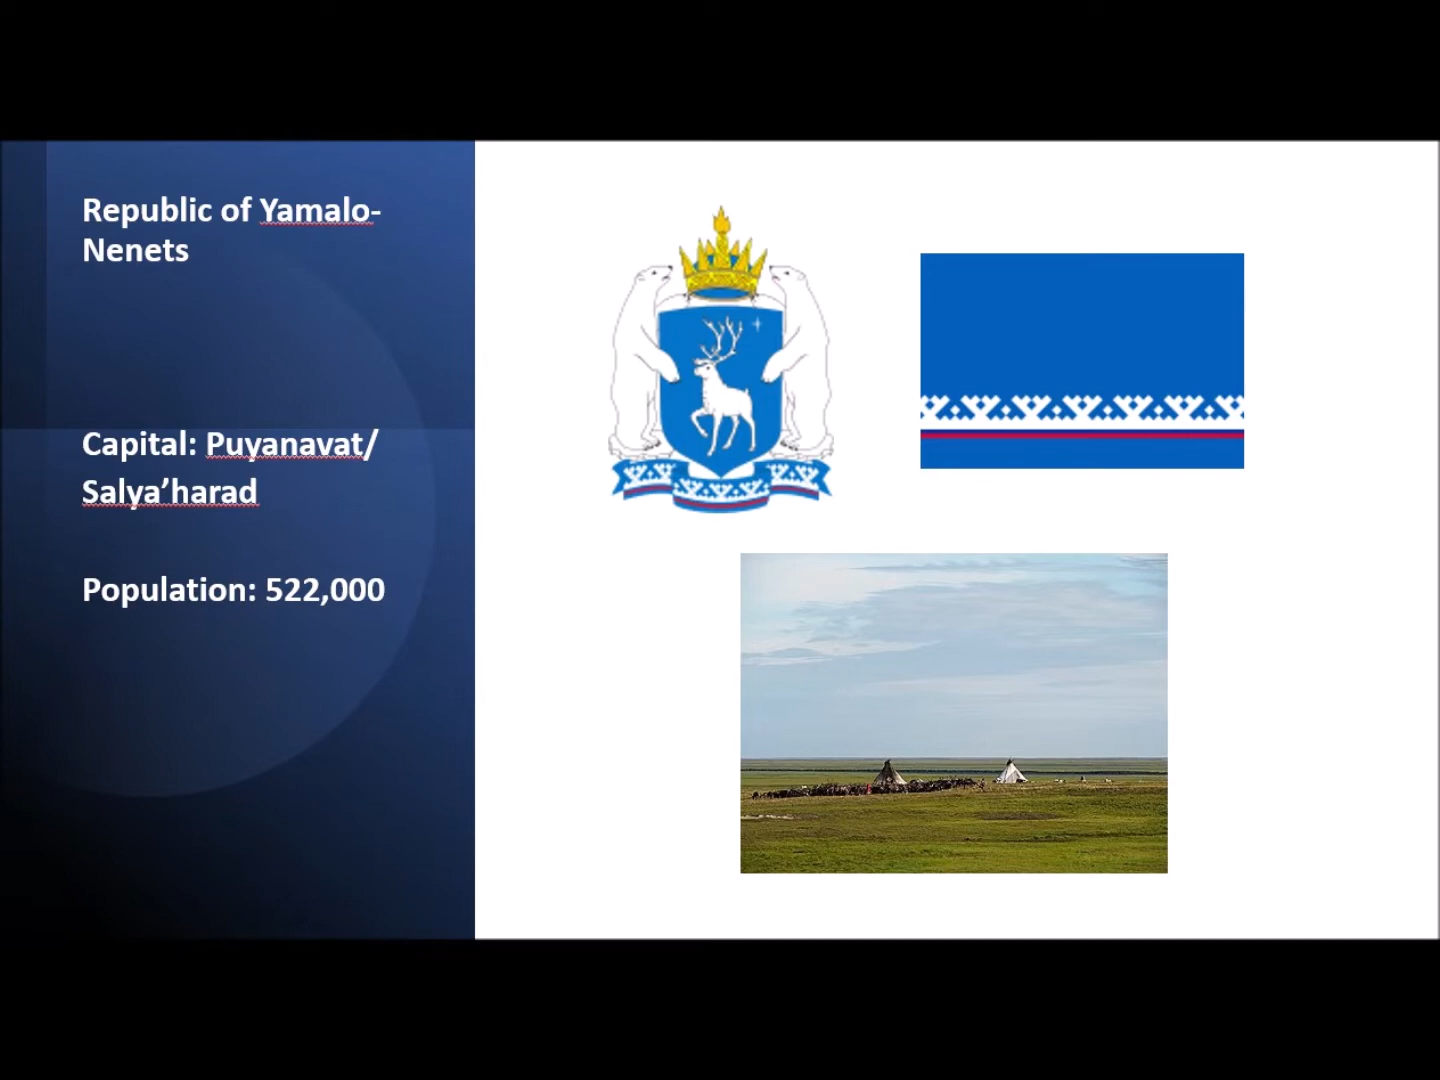 Republic of Yamalo-
Nenets
Capital: Puyanavat/
Salya’harad
Population: 522,000